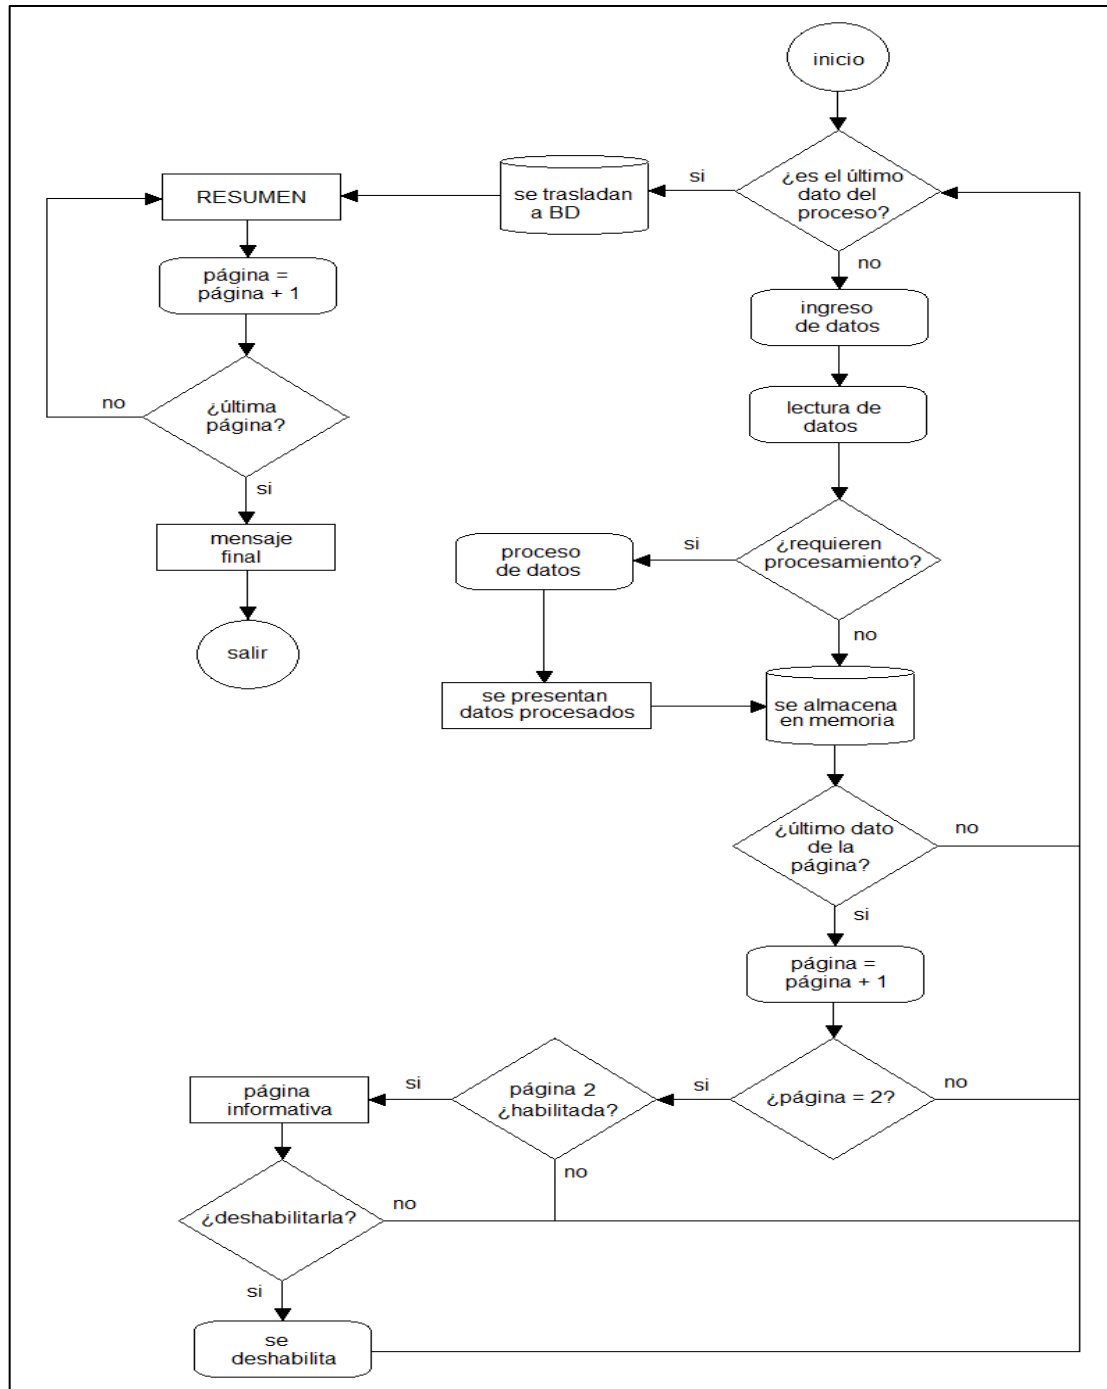 inicio
¿es el último
dato del
proceso?
si
no
se trasladan
a BD
RESUMEN
página =
página + 1
¿última
página?
no
si
mensaje
final
salir
ingreso
de datos
lectura de
datos
¿requieren
procesamiento?
si
no
proceso
de datos
se presentan
datos procesados
se almacena
en memoria
¿último dato
de la
página?
no
si
página =
página + 1
¿página = 2?
no
si
página 2
¿habilitada?
si
no
página
informativa
¿deshabilitarla?
no
si
se
deshabilita